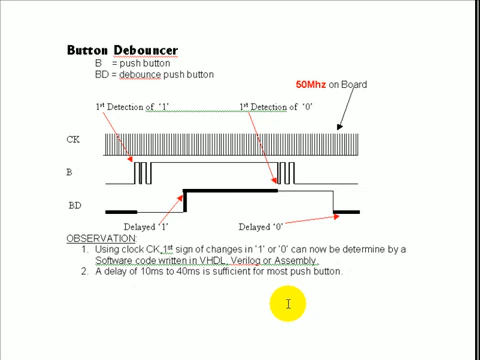 Button Debouncer
B = push button
BD = debounce push button
50Mhz on Board
1st Detection of '1' 1st Detection of '0'
CK
B
BD
Delayed '1' Delayed '0'
OBSERVATION:
1. Using clock CK,1st sign of changes in '1' or '0' can now be determine by a
Software code written in VHDL, Verilog or Assembly.
2. A delay of 10ms to 40ms is sufficient for most push button.